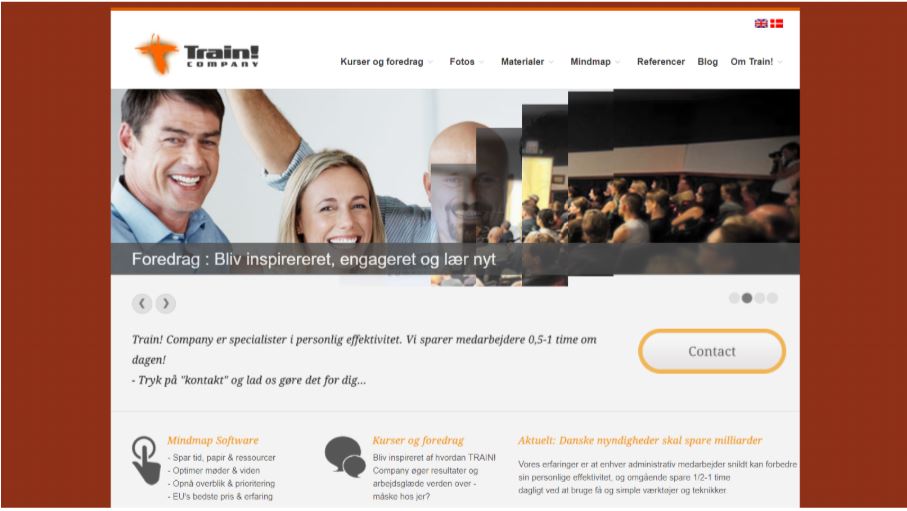 Train!
COMPANY
Kurser og foredrag
Fotos
Materialer
Mindmap
Referencer
Blog
Om Train!
Foredrag : Bliv inspirereret, engageret og lær nyt
Train! Company er specialister i personlig effektivitet. Vi sparer medarbejdere 0,5-1 time om
dagen!
- Tryk på "kontakt" og lad os gøre det for dig...
Contact
Mindmap Software
- Spar tid, papir & ressourcer
- Optimer møder & viden
- Opnå overblik & prioritering
- EU's bedste pris & erfaring
Kurser og foredrag
Bliv inspireret af hvordan TRAiN!
Company øger resultater og
arbejdsglæde verden over -
måske hos jer?
Aktuelt: Danske myndigheder skal spare milliarder
Vores erfaringer er at enhver administrativ medarbejder snildt kan forbedre
sin personlige effektivitet, og omgående spare 1/2-1 time
dagligt ved at bruge få og simple værktøjer og teknikker